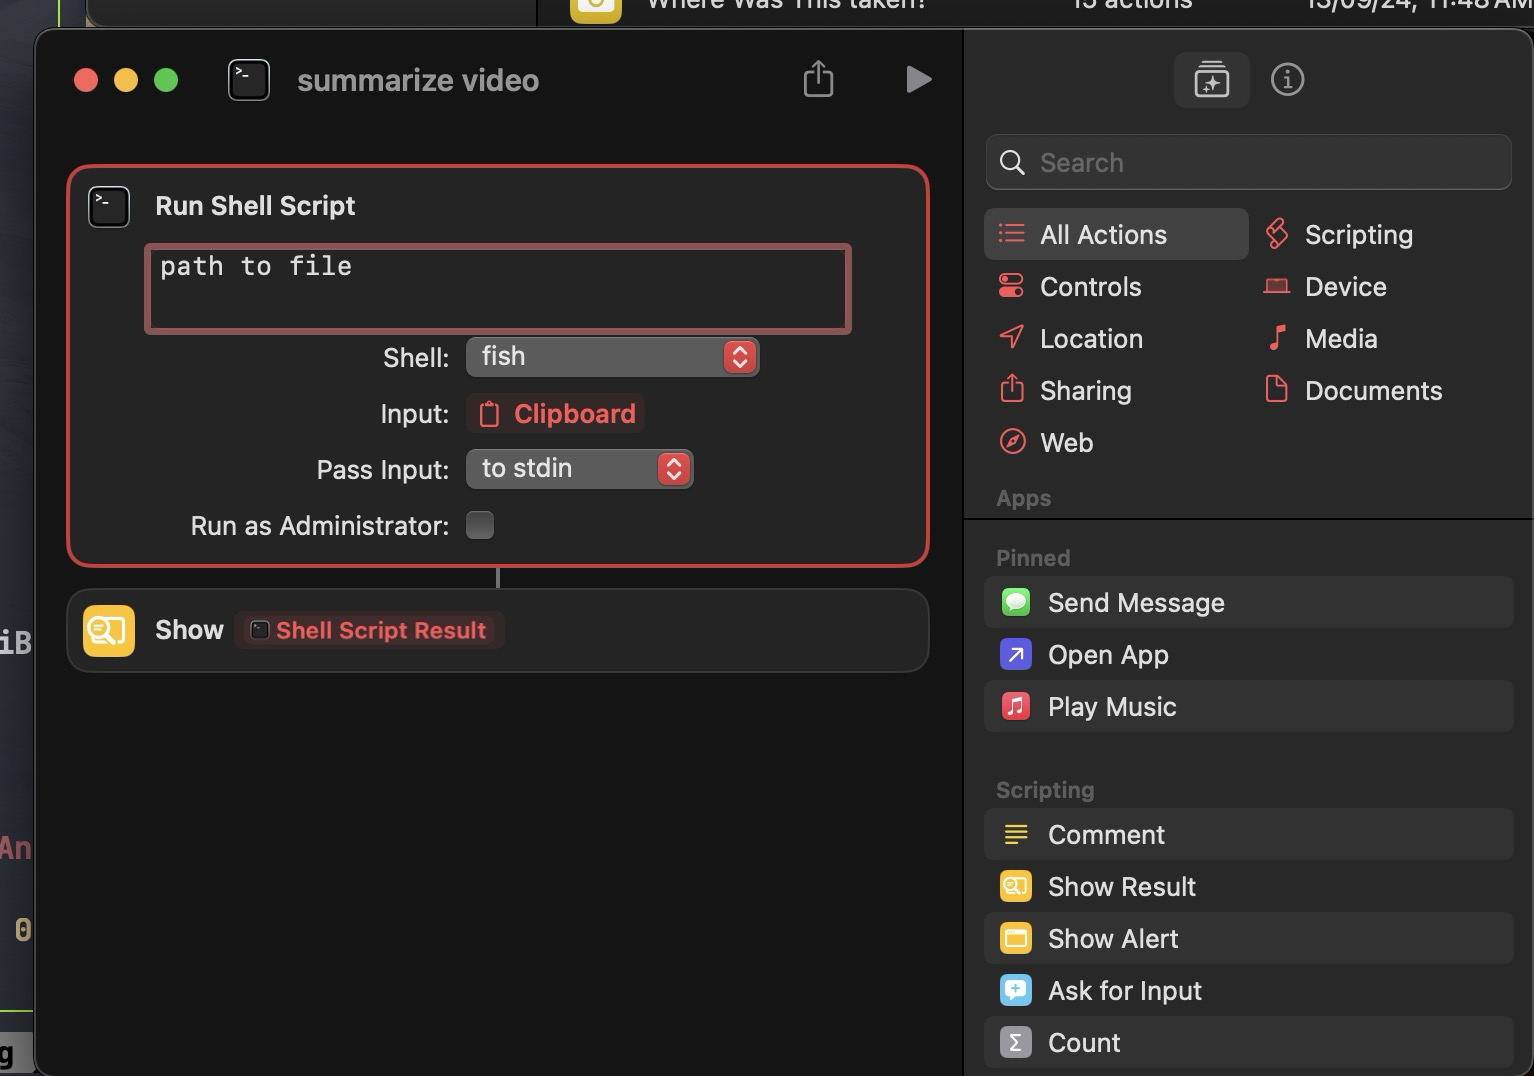 Where Was This taken?
15 actions
13/09/24, 11:48 AM
summarize video
Run Shell Script
path to file
Shell: fish
Input: Clipboard
Pass Input: to stdin
Run as Administrator:
Show Shell Script Result
iB
An
0
g
Search
All Actions
Scripting
Controls
Device
Location
Media
Sharing
Documents
Web
Apps
Pinned
Send Message
Open App
Play Music
Scripting
Comment
Show Result
Show Alert
Ask for Input
Count